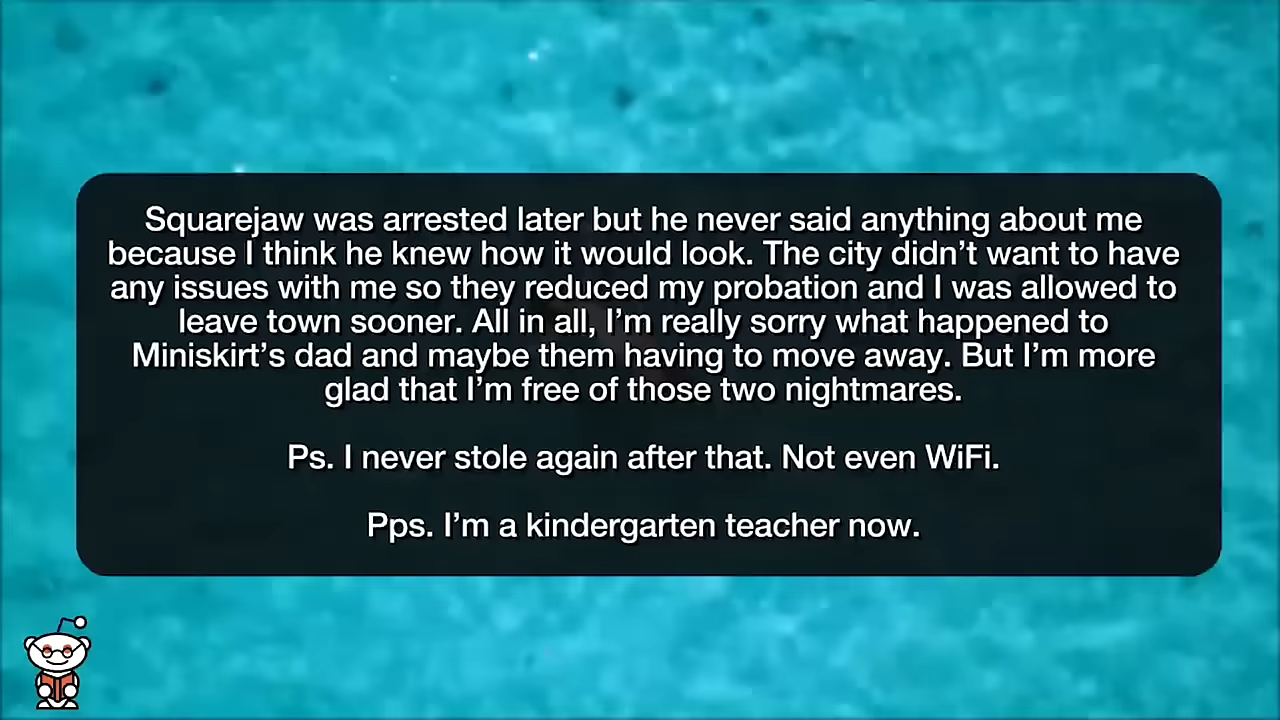 Squarejaw was arrested later but he never said anything about me
because I think he knew how it would look. The city didn’t want to have
any issues with me so they reduced my probation and I was allowed to
leave town sooner. All in all, I’m really sorry what happened to
Miniskirt’s dad and maybe them having to move away. But I’m more
glad that I’m free of those two nightmares.
Ps. I never stole again after that. Not even WiFi.
Pps. I’m a kindergarten teacher now.